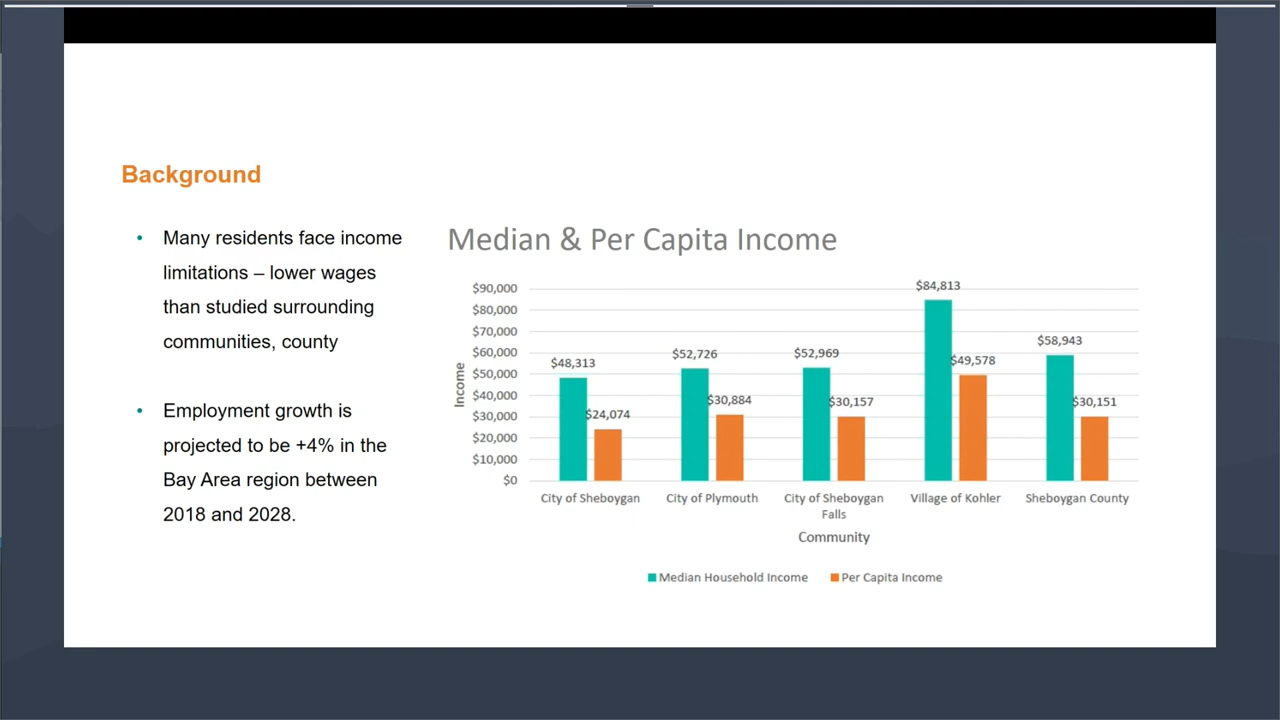 Background
• Many residents face income
limitations – lower wages
than studied surrounding
communities, county
• Employment growth is
projected to be +4% in the
Bay Area region between
2018 and 2028.
Median & Per Capita Income
Income
$90,000
$80,000
$70,000
$60,000
$50,000
$40,000
$30,000
$20,000
$10,000
$0
$48,313
$24,074
$52,726
$30,884
$52,969
$30,157
$84,813
$49,578
$58,943
$30,151
City of Sheboygan
City of Plymouth
City of Sheboygan
Falls
Village of Kohler
Sheboygan County
Community
Median Household Income
Per Capita Income